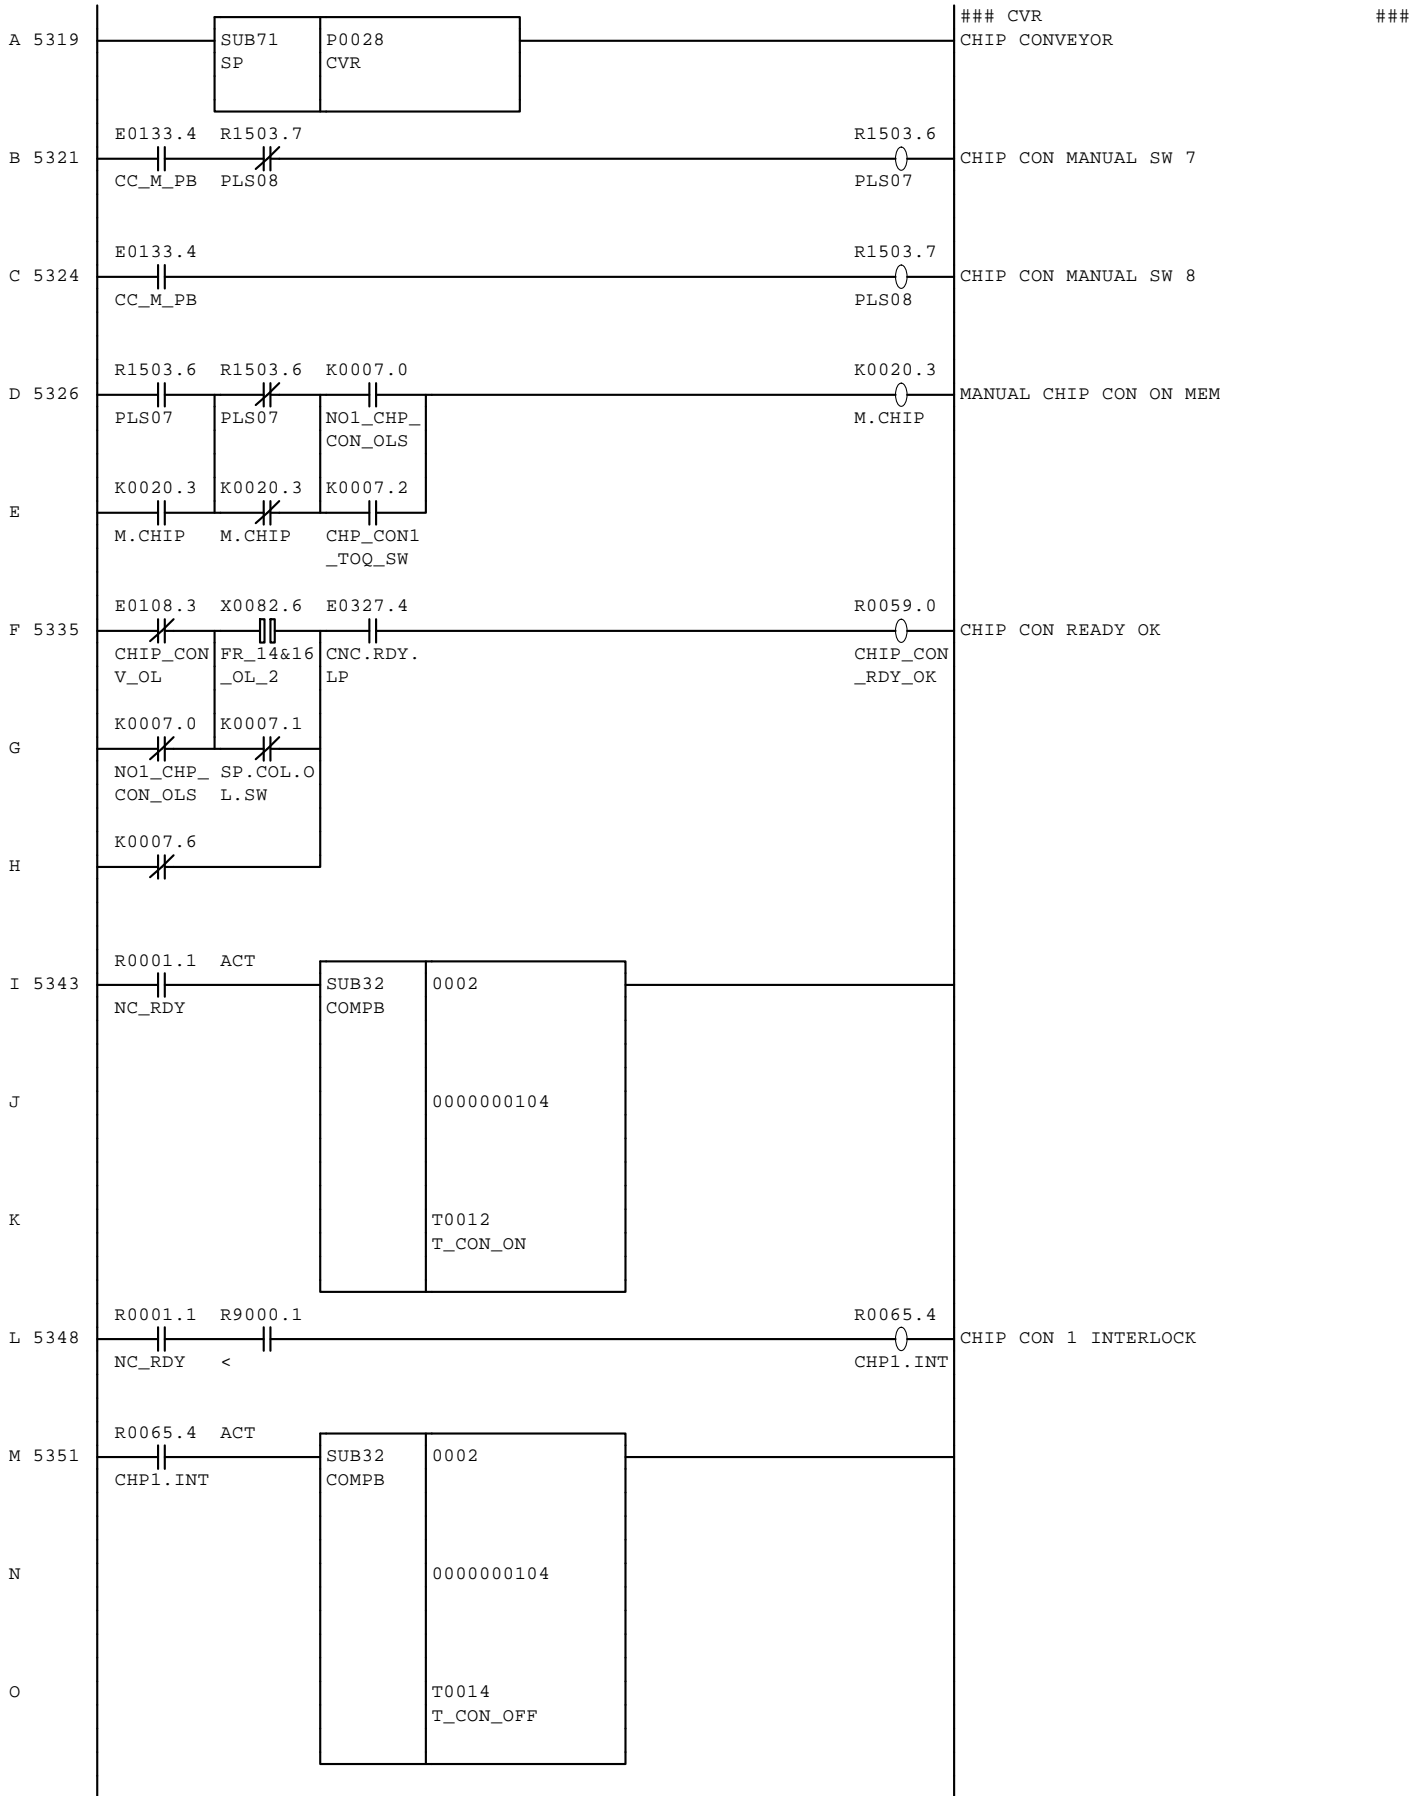 ### CVR ###
A 5319 SUB71 P0028 CHIP CONVEYOR
SP CVR
E0133.4 R1503.7 R1503.6
B 5321 CHIP CON MANUAL SW 7
CC_M_PB PLS08 PLS07
E0133.4 R1503.7
C 5324 CHIP CON MANUAL SW 8
CC_M_PB PLS08
R1503.6 R1503.6 K0007.0 K0020.3
D 5326 MANUAL CHIP CON ON MEM
PLS07 PLS07 NO1_CHP_ M.CHIP
CON_OLS
K0020.3 K0020.3 K0007.2
E
M.CHIP M.CHIP CHP_CON1
_TOQ_SW
E0108.3 X0082.6 E0327.4 R0059.0
F 5335 CHIP CON READY OK
CHIP_CON FR_14&16 CNC.RDY. CHIP_CON
V_OL _OL_2 LP _RDY_OK
K0007.0 K0007.1
G
NO1_CHP_ SP.COL.O
CON_OLS L.SW
K0007.6
H
R0001.1 ACT
I 5343 SUB32 0002
NC_RDY COMPB
J 0000000104
K T0012
T_CON_ON
R0001.1 R9000.1 R0065.4
L 5348 CHIP CON 1 INTERLOCK
NC_RDY < CHP1.INT
R0065.4 ACT
M 5351 SUB32 0002
CHP1.INT COMPB
N 0000000104
O T0014
T_CON_OFF